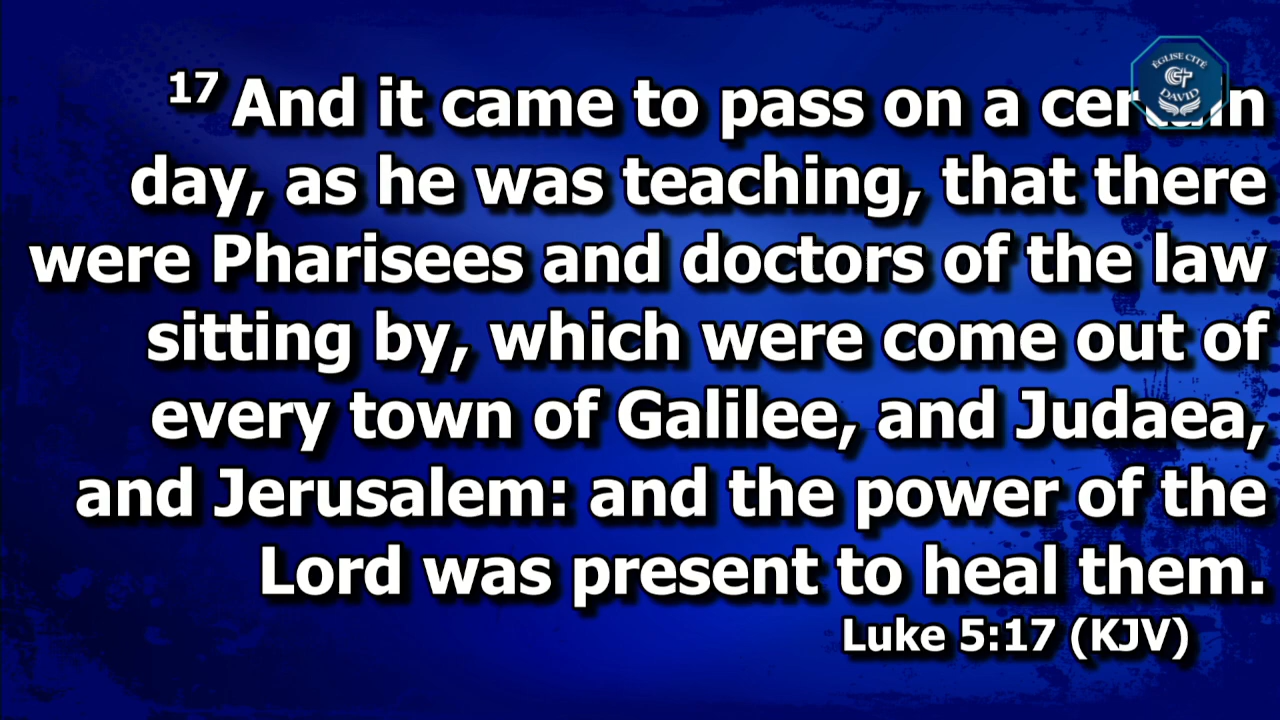 17 And it came to pass on a certain
day, as he was teaching, that there
were Pharisees and doctors of the law
sitting by, which were come out of
every town of Galilee, and Judaea,
and Jerusalem: and the power of the
Lord was present to heal them.
Luke 5:17 (KJV)
ÉGLISE CITÉ
DAVID